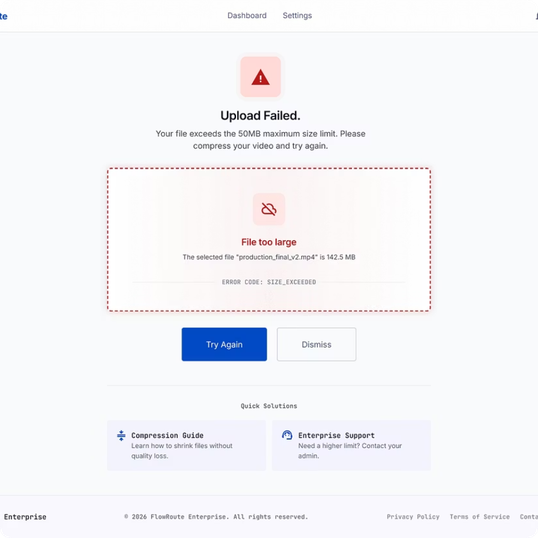 te
Dashboard Settings
Upload Failed.
Your file exceeds the 50MB maximum size limit. Please
compress your video and try again.
File too large
The selected file "production_final_v2.mp4" is 142.5 MB
ERROR CODE: SIZE_EXCEEDED
Try Again Dismiss
Quick Solutions
Compression Guide
Learn how to shrink files without
quality loss.
Enterprise Support
Need a higher limit? Contact your
admin.
Enterprise
© 2026 FlowRoute Enterprise. All rights reserved.
Privacy Policy Terms of Service Conta